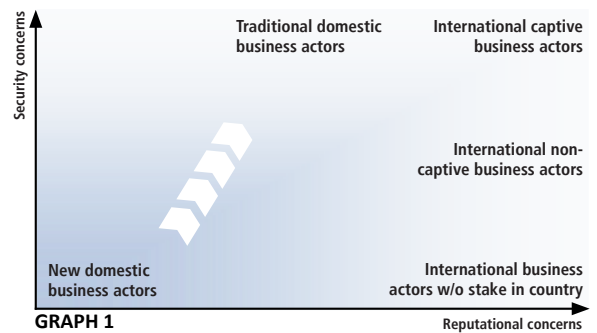 Security concerns
Traditional domestic
business actors
International captive
business actors
International non-
captive business actors
New domestic
business actors
International business
actors w/o stake in country
GRAPH 1
Reputational concerns